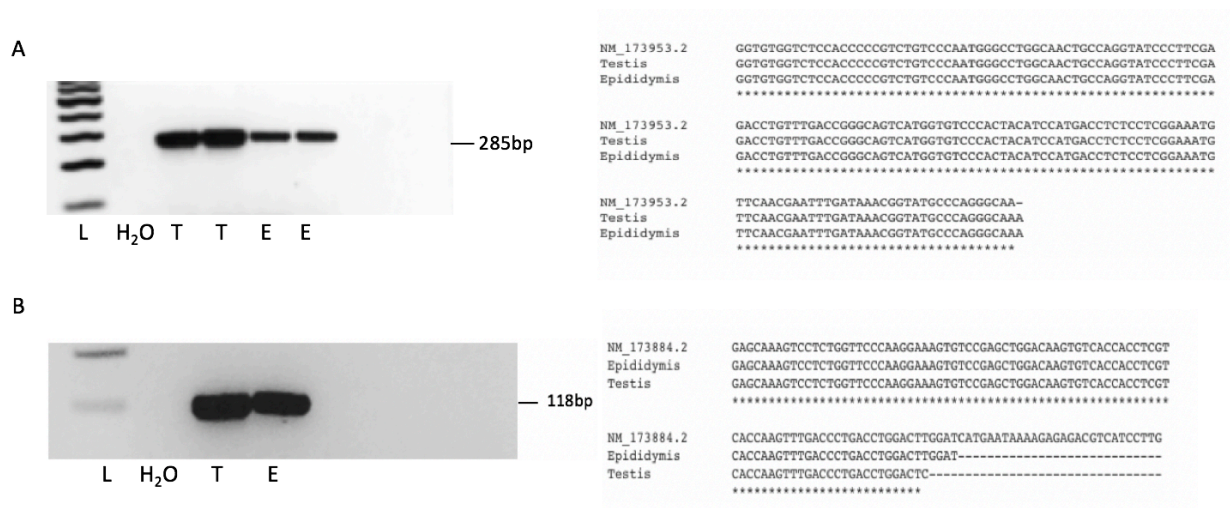 A
285bp
L H₂O T T E E
NM_173953.2 GGTGTGGTCTCCACCCCCGTCTGTCCCAATGGGCCTGGCAACTGCCAGGTATCCCTTCGA
Testis GGTGTGGTCTCCACCCCCGTCTGTCCCAATGGGCCTGGCAACTGCCAGGTATCCCTTCGA
Epididymis GGTGTGGTCTCCACCCCCGTCTGTCCCAATGGGCCTGGCAACTGCCAGGTATCCCTTCGA
************************************************************
NM_173953.2 GACCTGTTTGACCGGGCAGTCATGGTGTCCCACTACATCCATGACCTCTCCTCGGAAATG
Testis GACCTGTTTGACCGGGCAGTCATGGTGTCCCACTACATCCATGACCTCTCCTCGGAAATG
Epididymis GACCTGTTTGACCGGGCAGTCATGGTGTCCCACTACATCCATGACCTCTCCTCGGAAATG
************************************************************
NM_173953.2 TTCAACGAATTTGATAAACGGTATGCCCAGGGCAA-
Testis TTCAACGAATTTGATAAACGGTATGCCCAGGGCAAA
Epididymis TTCAACGAATTTGATAAACGGTATGCCCAGGGCAAA
***********************************
B
118bp
L H₂O T E
NM_173884.2 GAGCAAAGTCCTCTGGTTCCCAAGGAAAGTGTCCGAGCTGGACAAGTGTCACCACCTCGT
Epididymis GAGCAAAGTCCTCTGGTTCCCAAGGAAAGTGTCCGAGCTGGACAAGTGTCACCACCTCGT
Testis GAGCAAAGTCCTCTGGTTCCCAAGGAAAGTGTCCGAGCTGGACAAGTGTCACCACCTCGT
************************************************************
NM_173884.2 CACCAAGTTTGACCCTGACCTGGACTTGGATCATGAATAAAAGAGAGACGTCATCCTTG
Epididymis CACCAAGTTTGACCCTGACCTGGACTTGGAT----------------------------
Testis CACCAAGTTTGACCCTGACCTGGACTC--------------------------------
**************************